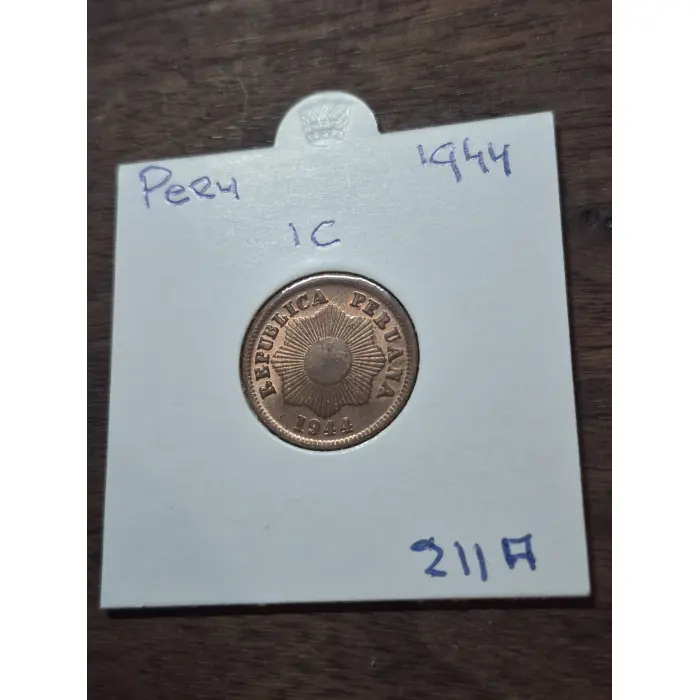 Peru 1944
1C
REPUBLICA PERUANA
1944
211A